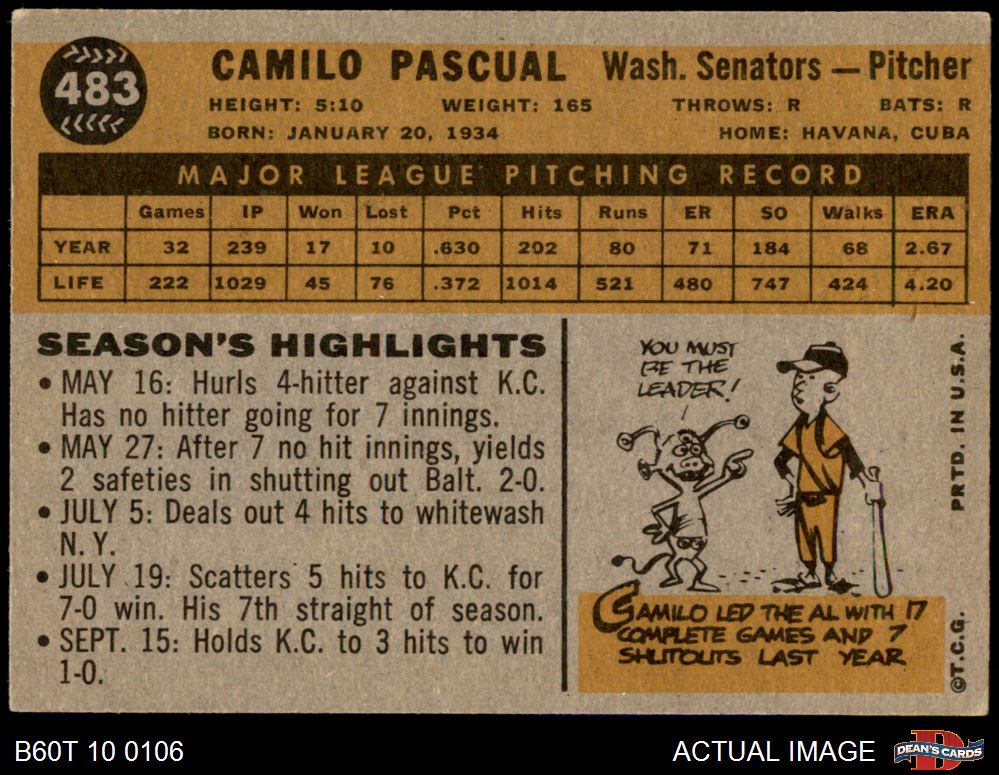 483
CAMILO PASCUAL Wash. Senators — Pitcher
HEIGHT: 5:10 WEIGHT: 165 THROWS: R BATS: R
BORN: JANUARY 20, 1934 HOME: HAVANA, CUBA
MAJOR LEAGUE PITCHING RECORD
Games IP Won Lost Pct Hits Runs ER SO Walks ERA
YEAR 32 239 17 10 .630 202 80 71 184 68 2.67
LIFE 222 1029 45 76 .372 1014 521 480 747 424 4.20
SEASON'S HIGHLIGHTS
• MAY 16: Hurls 4-hitter against K.C.
Has no hitter going for 7 innings.
• MAY 27: After 7 no hit innings, yields
2 safeties in shutting out Balt. 2-0.
• JULY 5: Deals out 4 hits to whitewash
N. Y.
• JULY 19: Scatters 5 hits to K.C. for
7-0 win. His 7th straight of season.
• SEPT. 15: Holds K.C. to 3 hits to win
1-0.
YOU MUST
BE THE
LEADER!
CAMILO LED THE AL WITH 17
COMPLETE GAMES AND 7
SHUTOUTS LAST YEAR
©T.C.G. PRTD. IN U.S.A.
B60T 10 0106 ACTUAL IMAGE
D
DEAN'S CARDS